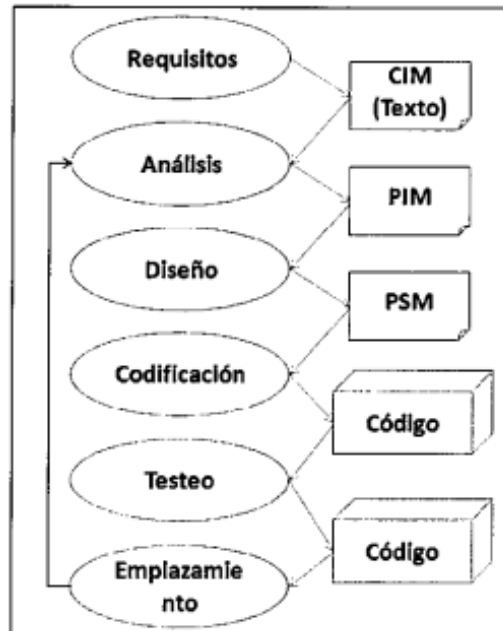 Requisitos
CIM
(Texto)
Análisis
PIM
Diseño
PSM
Codificación
Código
Testeo
Código
Emplazamie
nto